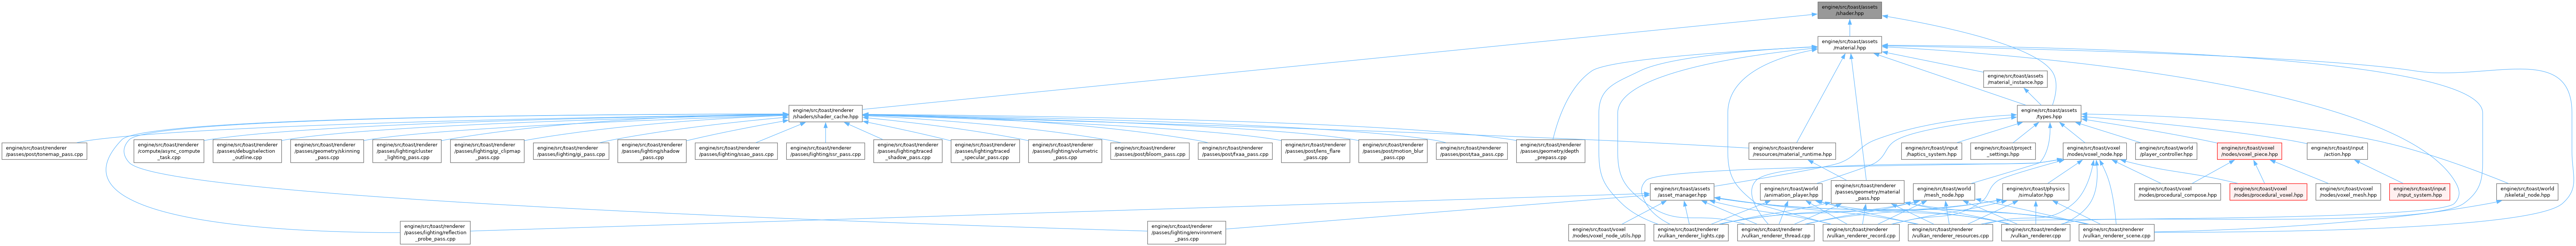 engine/src/toast/assets
/shader.hpp
engine/src/toast/assets
/material.hpp
engine/src/toast/assets
/material_instance.hpp
engine/src/toast/renderer
/shaders/shader_cache.hpp
engine/src/toast/assets
/types.hpp
engine/src/toast/renderer
/passes/post/tonemap_pass.cpp
engine/src/toast/renderer
/compute/async_compute
_task.cpp
engine/src/toast/renderer
/passes/debug/selection
_outline.cpp
engine/src/toast/renderer
/passes/geometry/skinning
_pass.cpp
engine/src/toast/renderer
/passes/lighting/cluster
_lighting_pass.cpp
engine/src/toast/renderer
/passes/lighting/gi_clipmap
_pass.cpp
engine/src/toast/renderer
/passes/lighting/gi_pass.cpp
engine/src/toast/renderer
/passes/lighting/shadow
_pass.cpp
engine/src/toast/renderer
/passes/lighting/ssao_pass.cpp
engine/src/toast/renderer
/passes/lighting/ssr_pass.cpp
engine/src/toast/renderer
/passes/lighting/traced
_shadow_pass.cpp
engine/src/toast/renderer
/passes/lighting/traced
_specular_pass.cpp
engine/src/toast/renderer
/passes/lighting/volumetric
_pass.cpp
engine/src/toast/renderer
/passes/post/bloom_pass.cpp
engine/src/toast/renderer
/passes/post/fxaa_pass.cpp
engine/src/toast/renderer
/passes/post/lens_flare
_pass.cpp
engine/src/toast/renderer
/passes/post/motion_blur
_pass.cpp
engine/src/toast/renderer
/passes/post/taa_pass.cpp
engine/src/toast/renderer
/passes/geometry/depth
_prepass.cpp
engine/src/toast/renderer
/resources/material_runtime.hpp
engine/src/toast/input
/haptics_system.hpp
engine/src/toast/project
_settings.hpp
engine/src/toast/voxel
/nodes/voxel_node.hpp
engine/src/toast/world
/player_controller.hpp
engine/src/toast/voxel
/nodes/voxel_piece.hpp
engine/src/toast/input
/action.hpp
engine/src/toast/assets
/asset_manager.hpp
engine/src/toast/world
/animation_player.hpp
engine/src/toast/renderer
/passes/geometry/material
_pass.hpp
engine/src/toast/world
/mesh_node.hpp
engine/src/toast/physics
/simulator.hpp
engine/src/toast/voxel
/nodes/procedural_compose.hpp
engine/src/toast/voxel
/nodes/procedural_voxel.hpp
engine/src/toast/voxel
/nodes/voxel_mesh.hpp
engine/src/toast/input
/input_system.hpp
engine/src/toast/world
/skeletal_node.hpp
engine/src/toast/renderer
/passes/lighting/reflection
_probe_pass.cpp
engine/src/toast/renderer
/passes/lighting/environment
_pass.cpp
engine/src/toast/voxel
/nodes/voxel_node_utils.hpp
engine/src/toast/renderer
/vulkan_renderer_lights.cpp
engine/src/toast/renderer
/vulkan_renderer_thread.cpp
engine/src/toast/renderer
/vulkan_renderer_record.cpp
engine/src/toast/renderer
/vulkan_renderer_resources.cpp
engine/src/toast/renderer
/vulkan_renderer.cpp
engine/src/toast/renderer
/vulkan_renderer_scene.cpp